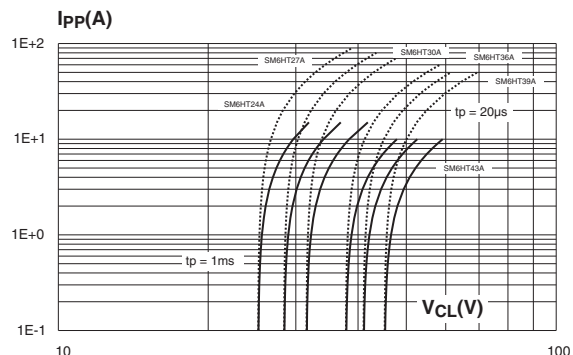 IPP(A)
1E+2
SM6HT27A
SM6HT30A
SM6HT36A
SM6HT39A
SM6HT24A
tp = 20µs
1E+1
SM6HT43A
1E+0
tp = 1ms
VCL(V)
1E-1
10
100